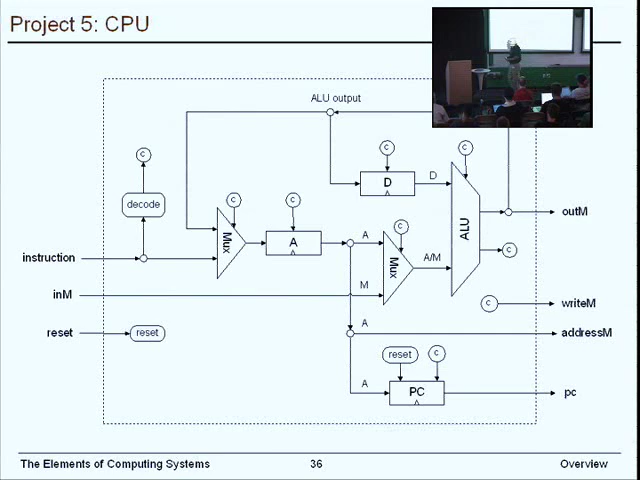 Project 5: CPU
ALU output
c
decode
c
D
c
D
c
Mux
c
A
c
A
Mux
c
A/M
M
ALU
c
outM
instruction
inM
c
writeM
reset
reset
A
addressM
reset
c
A
PC
pc
The Elements of Computing Systems
36
Overview